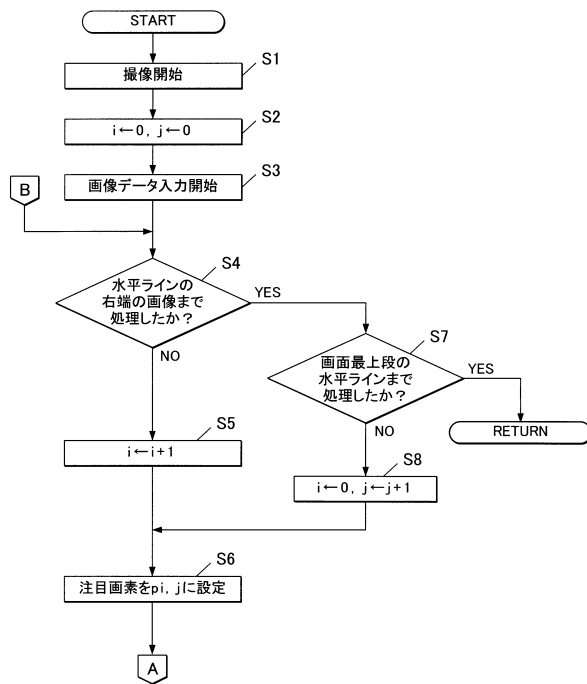 START
S1
撮像開始
S2
i←0, j←0
S3
画像データ入力開始
B
S4
水平ラインの
右端の画像まで
処理したか？
YES
NO
S7
画面最上段の
水平ラインまで
処理したか？
YES
NO
RETURN
S5
i←i+1
S8
i←0, j←j+1
S6
注目画素をpi, jに設定
A